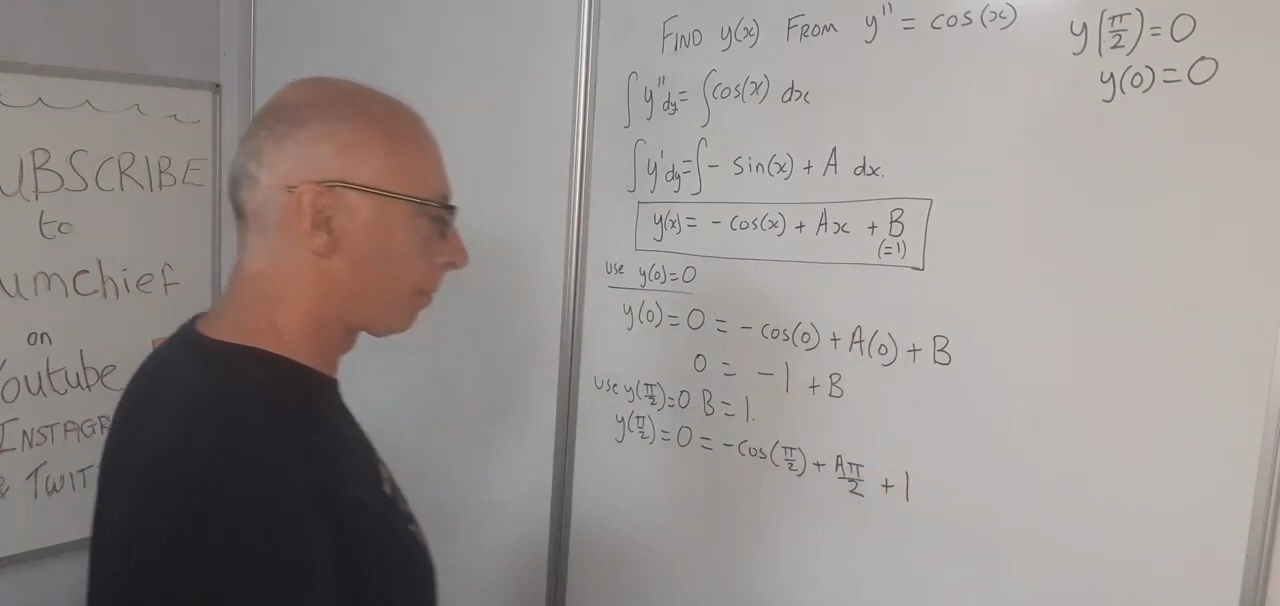 UBSCRIBE
to
umchief
on
outube
INSTAGR
& TWIT
FIND y(x) FROM y'' = cos(x)
y(π/2)=0
y(0)=0
∫y''dy = ∫cos(x) dx
∫y'dy=∫- sin(x) + A dx.
y(x) = - cos(x) + Ax + B
(=1)
use y(0)=0
y(0) = 0 = - cos(0) + A(0) + B
0 = -1 + B
use y(π/2)=0 B = 1.
y(π/2) = 0 = -cos(π/2) + Aπ/2 + 1